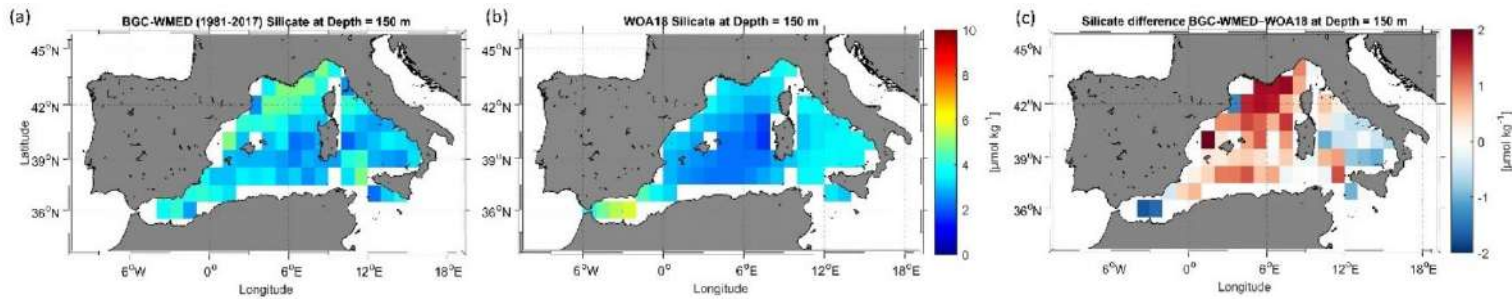 (a)
BGC-WMED (1981-2017) Silicate at Depth = 150 m
45°N
42°N
39°N
36°N
Latitude
6°W
0°
6°E
12°E
18°E
Longitude
(b)
WOA18 Silicate at Depth = 150 m
45°N
42°N
39°N
36°N
6°W
0°
6°E
12°E
18°E
Longitude
10
8
6
4
2
0
[μmol kg⁻¹]
(c)
Silicate difference BGC-WMED-WOA18 at Depth = 150 m
45°N
42°N
39°N
36°N
6°W
0°
6°E
12°E
18°E
Longitude
2
1
0
-1
-2
[μmol kg⁻¹]